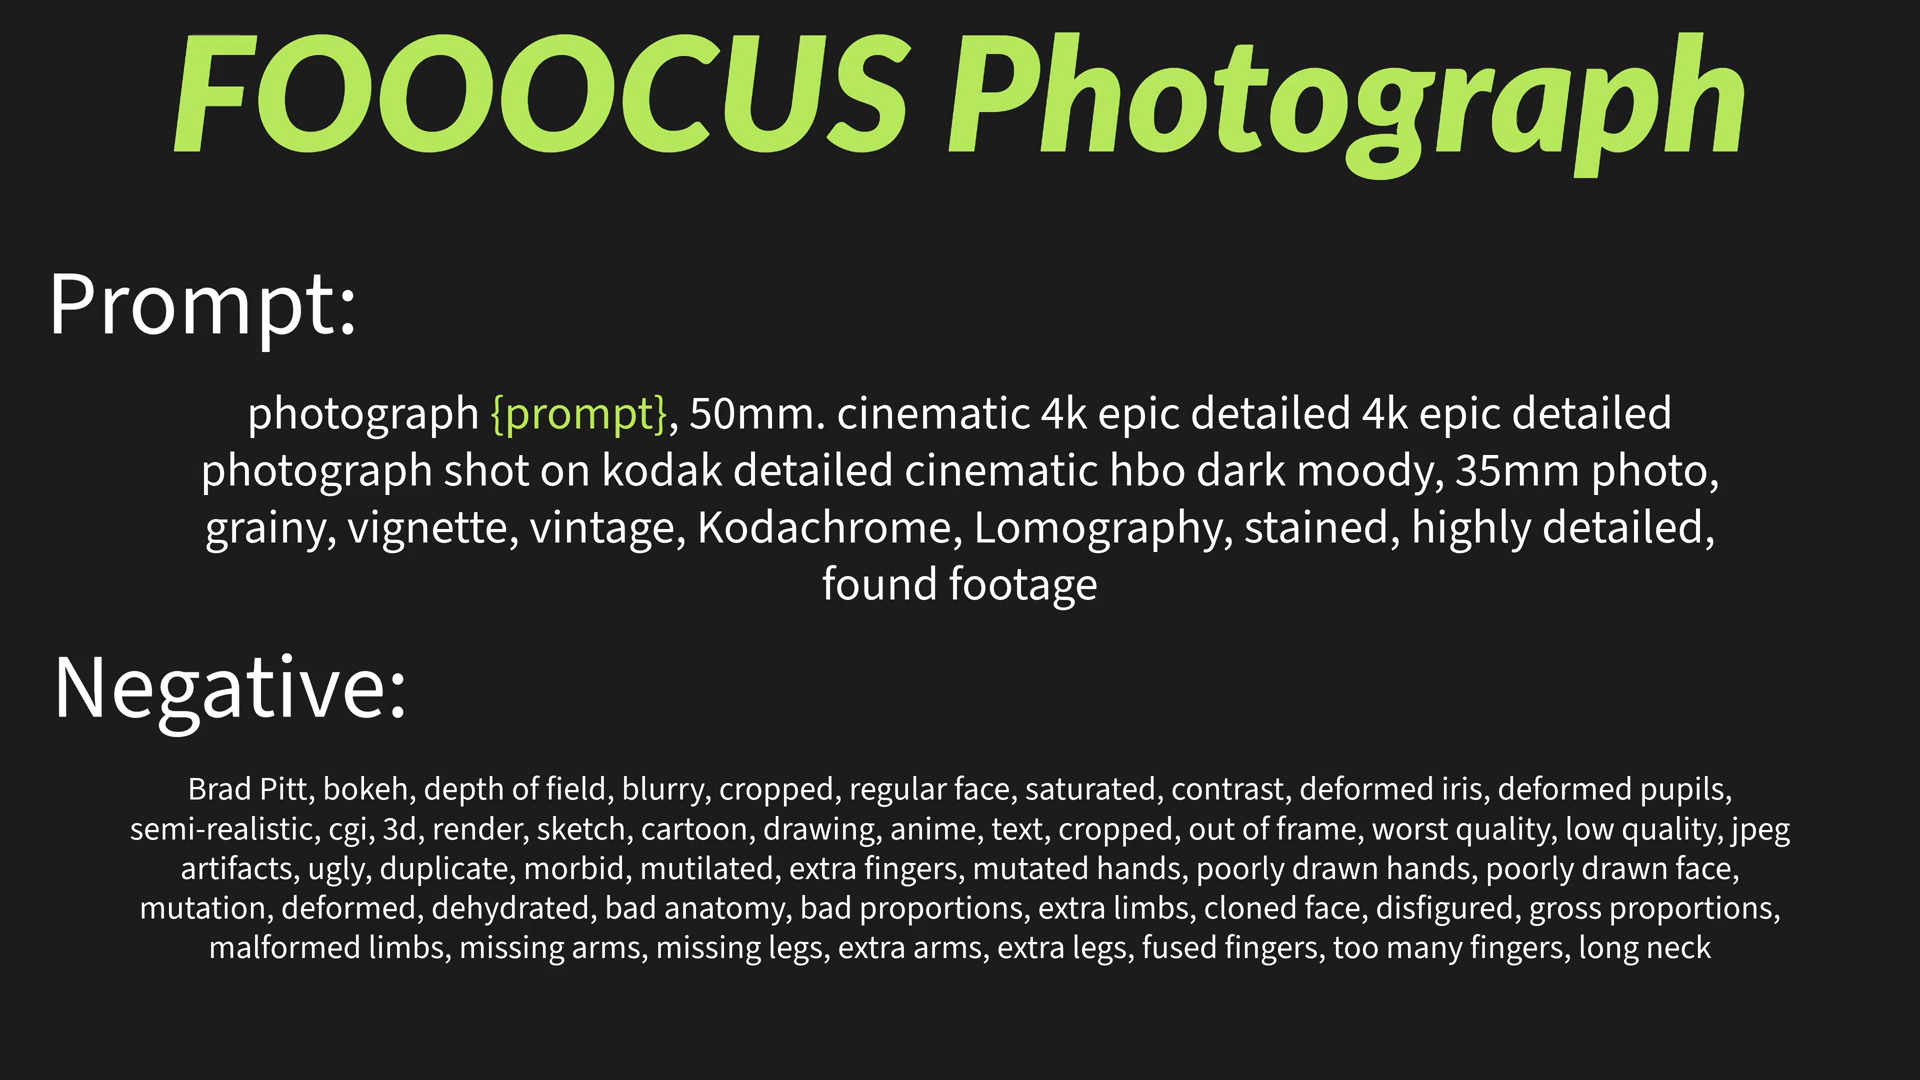 FOOOCUS Photograph
Prompt:
photograph {prompt}, 50mm. cinematic 4k epic detailed 4k epic detailed
photograph shot on kodak detailed cinematic hbo dark moody, 35mm photo,
grainy, vignette, vintage, Kodachrome, Lomography, stained, highly detailed,
found footage
Negative:
Brad Pitt, bokeh, depth of field, blurry, cropped, regular face, saturated, contrast, deformed iris, deformed pupils,
semi-realistic, cgi, 3d, render, sketch, cartoon, drawing, anime, text, cropped, out of frame, worst quality, low quality, jpeg
artifacts, ugly, duplicate, morbid, mutilated, extra fingers, mutated hands, poorly drawn hands, poorly drawn face,
mutation, deformed, dehydrated, bad anatomy, bad proportions, extra limbs, cloned face, disfigured, gross proportions,
malformed limbs, missing arms, missing legs, extra arms, extra legs, fused fingers, too many fingers, long neck